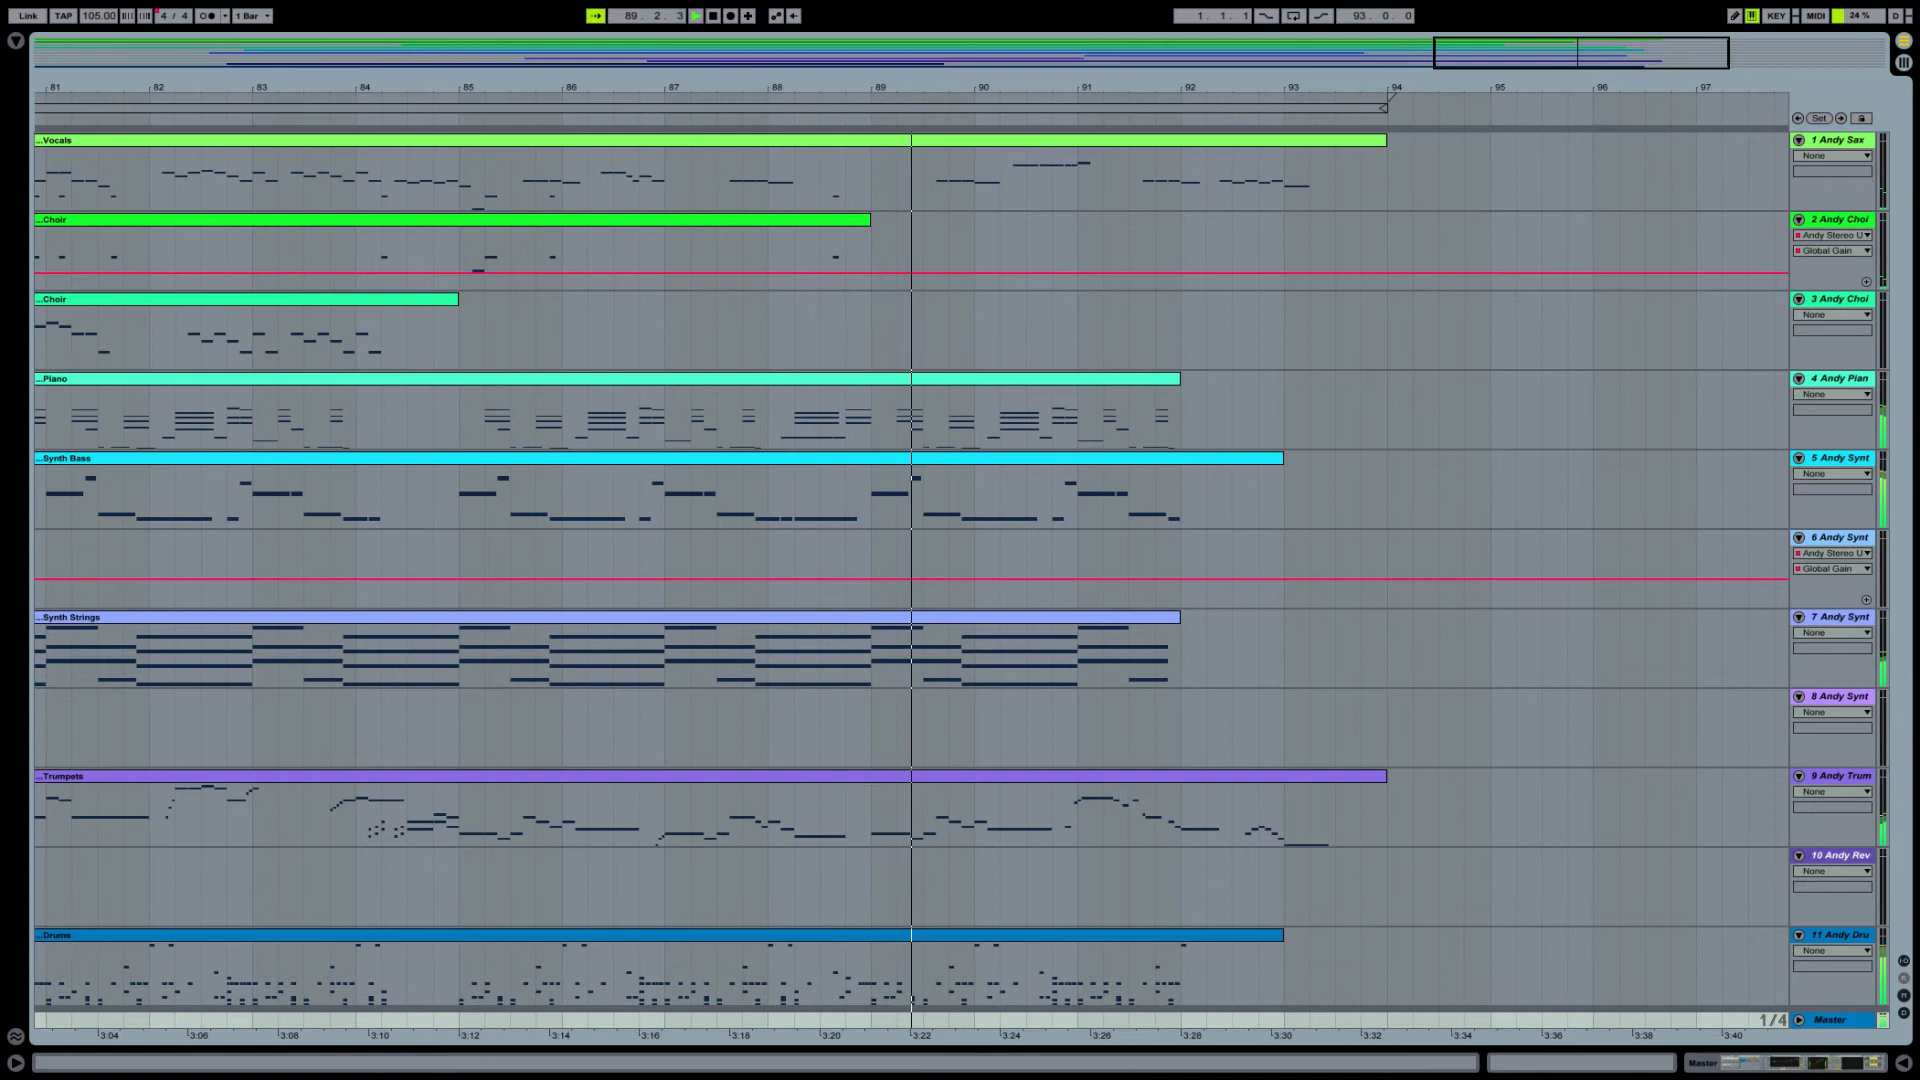 Link TAP 105.00 4 / 4 1 Bar 89 . 2 . 3 1 . 1 . 1 93 . 0 . 0 KEY MIDI 24 % D
81 82 83 84 85 86 87 88 89 90 91 92 93 94 95 96 97
Set
...Vocals 1 Andy Sax
None
...Choir 2 Andy Choi
Andy Stereo U
Global Gain
...Choir 3 Andy Choi
None
...Piano 4 Andy Pian
None
...Synth Bass 5 Andy Synt
None
6 Andy Synt
Andy Stereo U
Global Gain
...Synth Strings 7 Andy Synt
None
8 Andy Synt
None
...Trumpets 9 Andy Trum
None
10 Andy Rev
None
...Drums 11 Andy Dru
None
1/4 Master
3:04 3:06 3:08 3:10 3:12 3:14 3:16 3:18 3:20 3:22 3:24 3:26 3:28 3:30 3:32 3:34 3:36 3:38 3:40
Master